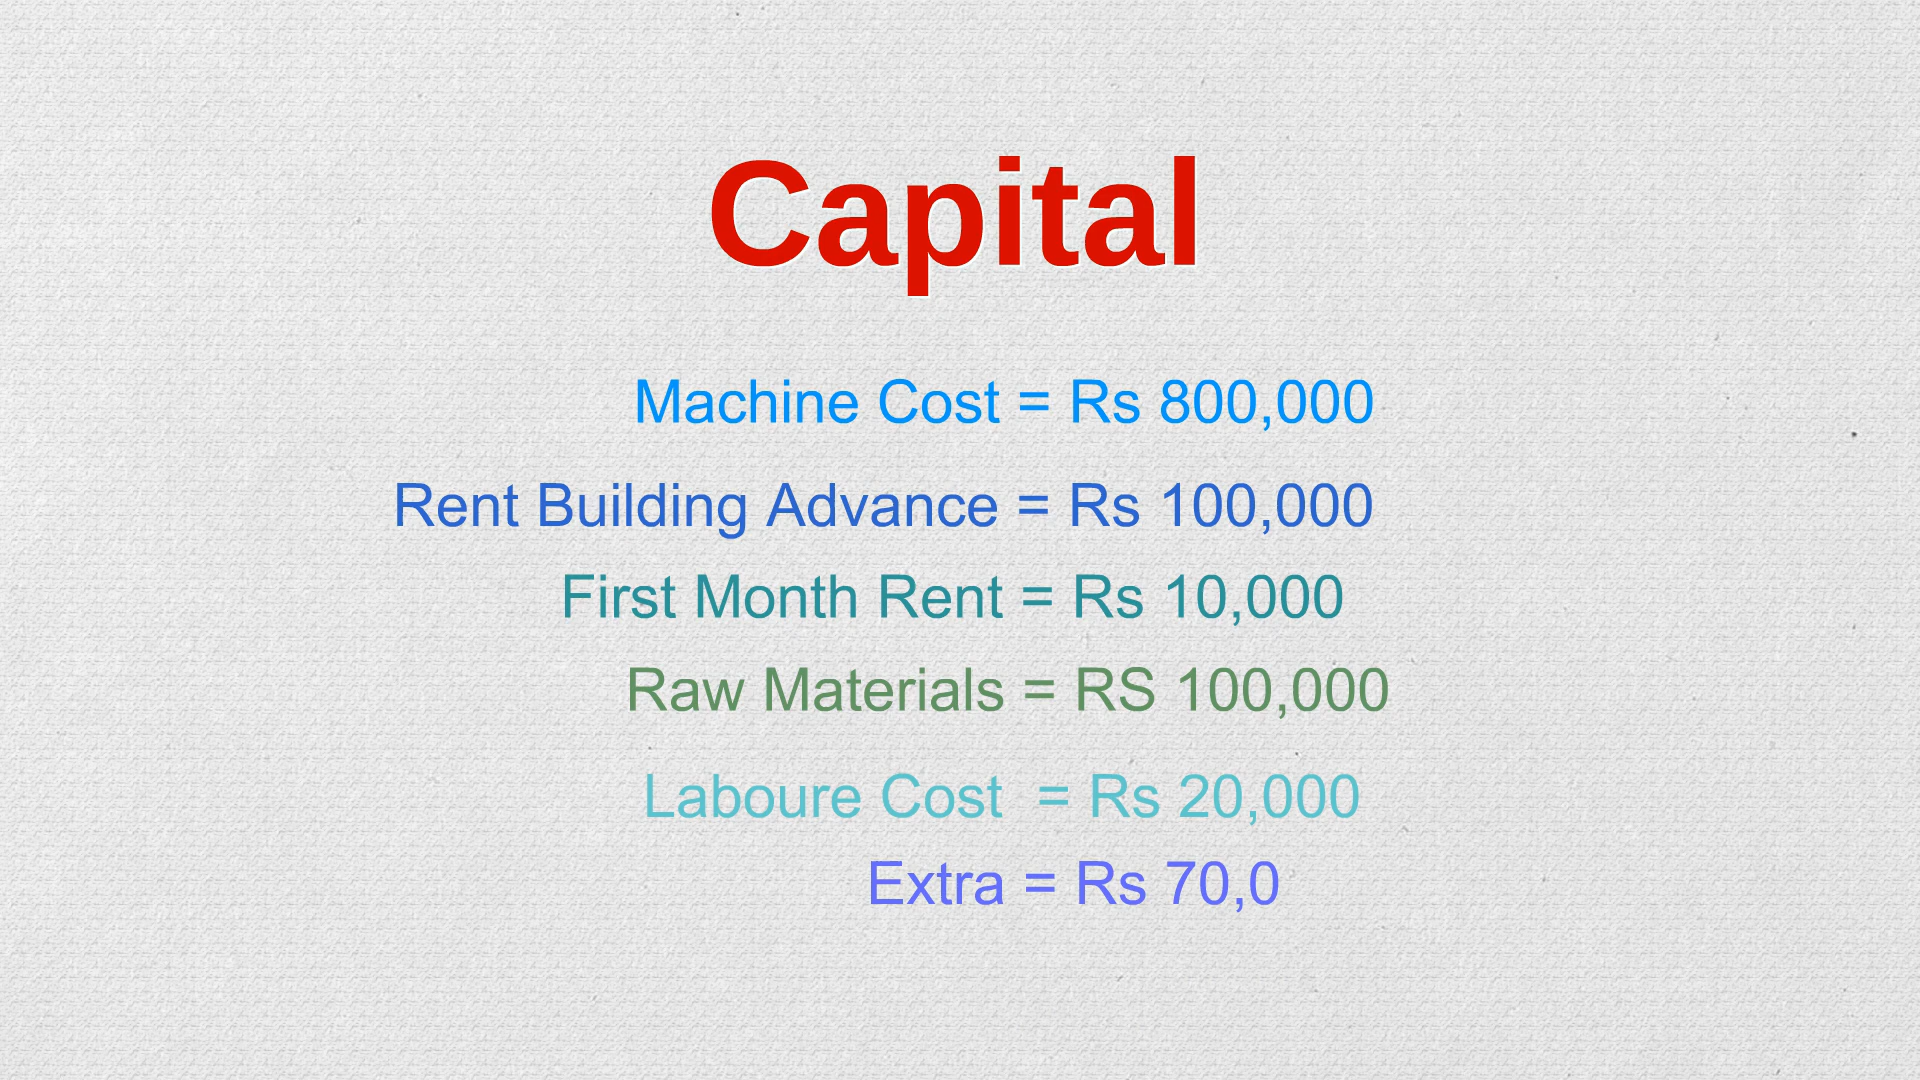 Capital
Machine Cost = Rs 800,000
Rent Building Advance = Rs 100,000
First Month Rent = Rs 10,000
Raw Materials = RS 100,000
Laboure Cost = Rs 20,000
Extra = Rs 70,0